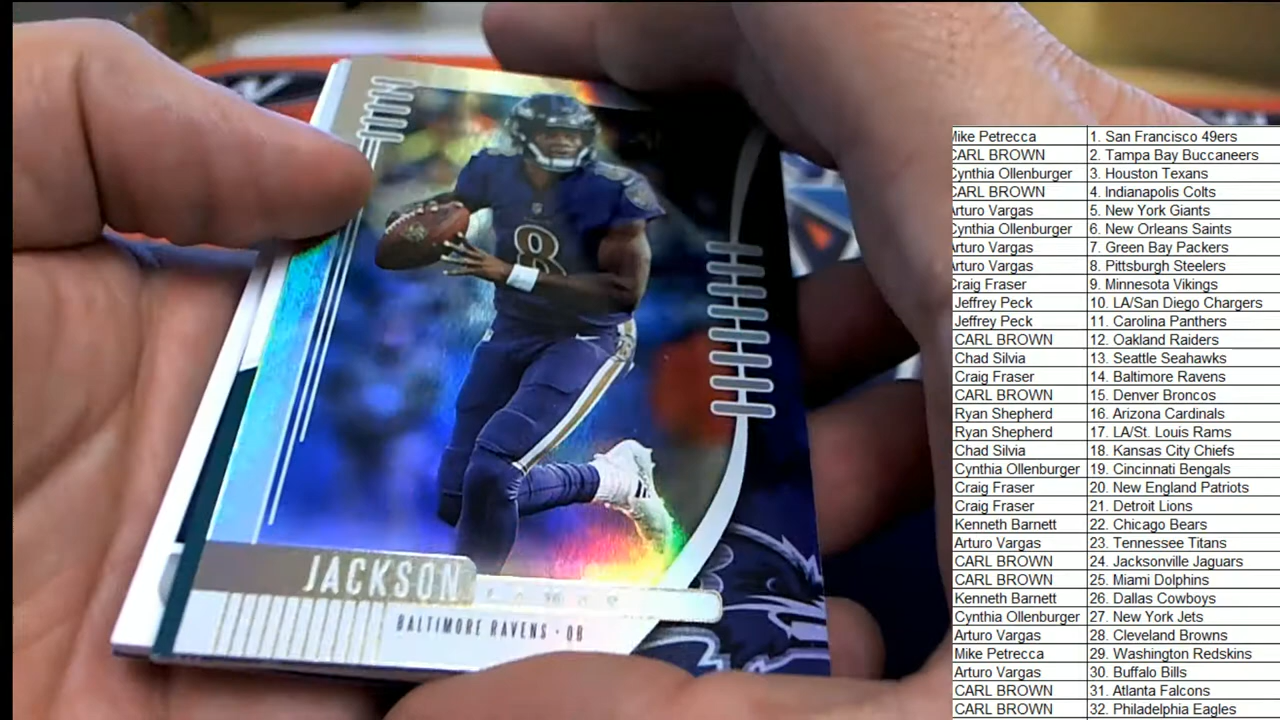 8
JACKSON
BALTIMORE RAVENS · QB
Mike Petrecca 1. San Francisco 49ers
CARL BROWN 2. Tampa Bay Buccaneers
Cynthia Ollenburger 3. Houston Texans
CARL BROWN 4. Indianapolis Colts
Arturo Vargas 5. New York Giants
Cynthia Ollenburger 6. New Orleans Saints
Arturo Vargas 7. Green Bay Packers
Arturo Vargas 8. Pittsburgh Steelers
Craig Fraser 9. Minnesota Vikings
Jeffrey Peck 10. LA/San Diego Chargers
Jeffrey Peck 11. Carolina Panthers
CARL BROWN 12. Oakland Raiders
Chad Silvia 13. Seattle Seahawks
Craig Fraser 14. Baltimore Ravens
CARL BROWN 15. Denver Broncos
Ryan Shepherd 16. Arizona Cardinals
Ryan Shepherd 17. LA/St. Louis Rams
Chad Silvia 18. Kansas City Chiefs
Cynthia Ollenburger 19. Cincinnati Bengals
Craig Fraser 20. New England Patriots
Craig Fraser 21. Detroit Lions
Kenneth Barnett 22. Chicago Bears
Arturo Vargas 23. Tennessee Titans
CARL BROWN 24. Jacksonville Jaguars
CARL BROWN 25. Miami Dolphins
Kenneth Barnett 26. Dallas Cowboys
Cynthia Ollenburger 27. New York Jets
Arturo Vargas 28. Cleveland Browns
Mike Petrecca 29. Washington Redskins
Arturo Vargas 30. Buffalo Bills
CARL BROWN 31. Atlanta Falcons
CARL BROWN 32. Philadelphia Eagles